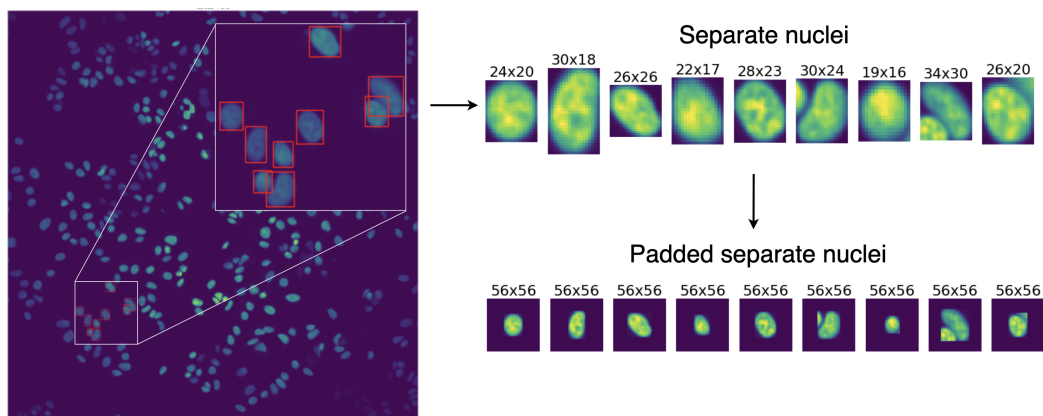 Separate nuclei
24x20 30x18 26x26 22x17 28x23 30x24 19x16 34x30 26x20
Padded separate nuclei
56x56 56x56 56x56 56x56 56x56 56x56 56x56 56x56 56x56